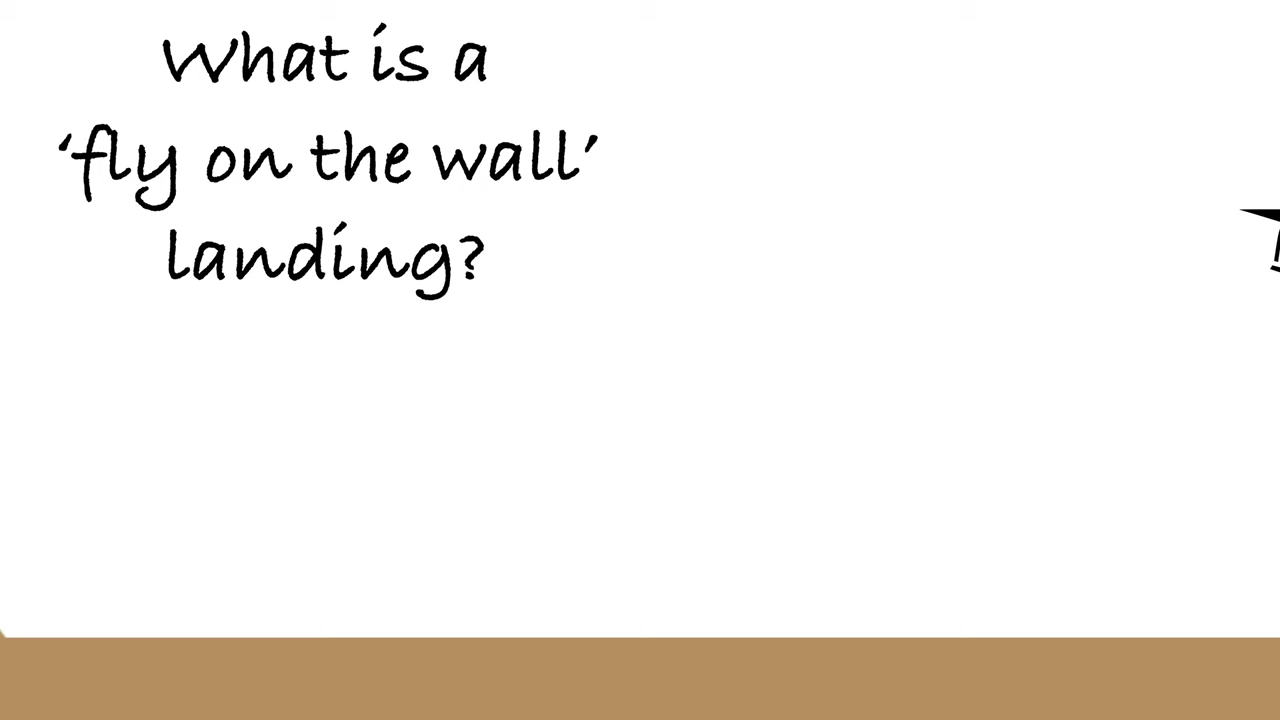 What is a
‘fly on the wall’
landing?